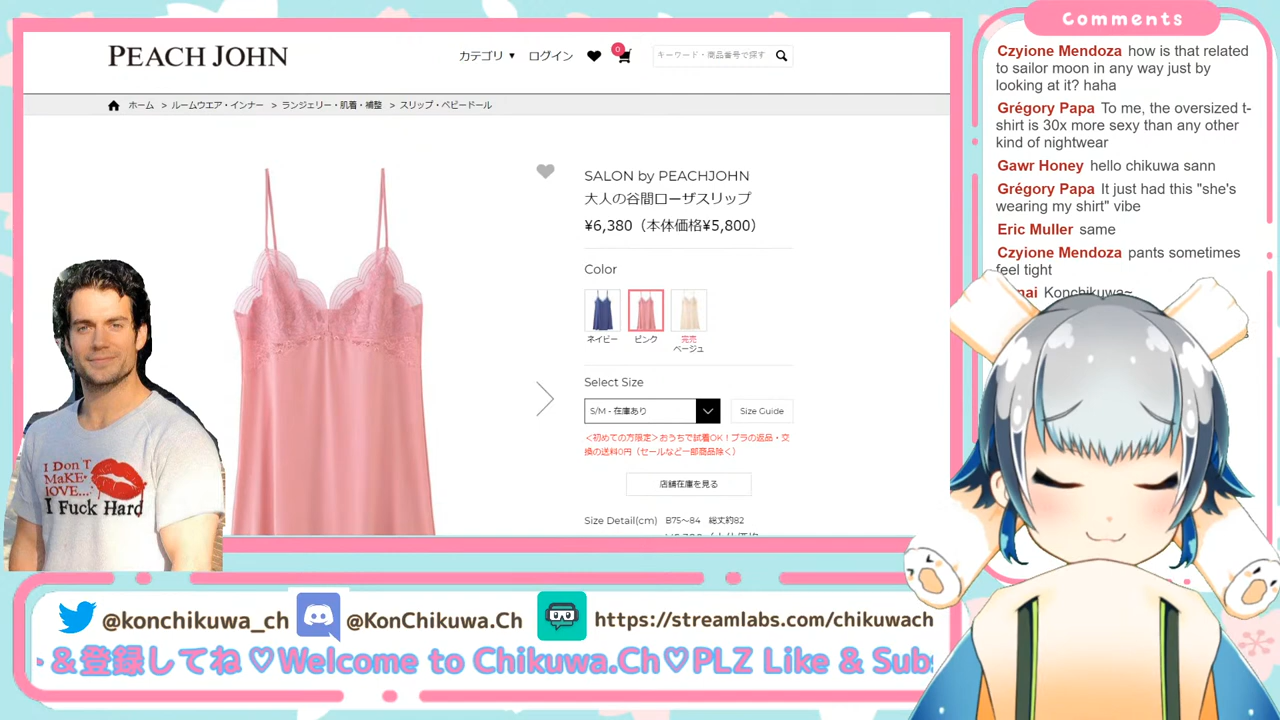 PEACH JOHN
カテゴリ ▼ ログイン 0
キーワード・商品番号で探す
ホーム > ルームウエア・インナー > ランジェリー・肌着・補整 > スリップ・ベビードール
SALON by PEACHJOHN
大人の谷間ローザスリップ
¥6,380（本体価格¥5,800）
Color
ネイビー ピンク 完売
ベージュ
Select Size
S/M - 在庫あり
Size Guide
＜初めての方限定＞おうちで試着OK！ブラの返品・交
換の送料0円（セールなど一部商品除く）
店舗在庫を見る
Size Detail(cm) B75～84 総丈約82
I DON'T
MAKE
LOVE...
I FUCK HARD
Comments
Czyione Mendoza how is that related
to sailor moon in any way just by
looking at it? haha
Grégory Papa To me, the oversized t-
shirt is 30x more sexy than any other
kind of nightwear
Gawr Honey hello chikuwa sann
Grégory Papa It just had this "she's
wearing my shirt" vibe
Eric Muller same
Czyione Mendoza pants sometimes
feel tight
Konchikuwa~
@konchikuwa_ch @KonChikuwa.Ch https://streamlabs.com/chikuwach
&登録してね♡Welcome to Chikuwa.Ch♡PLZ Like & Subs